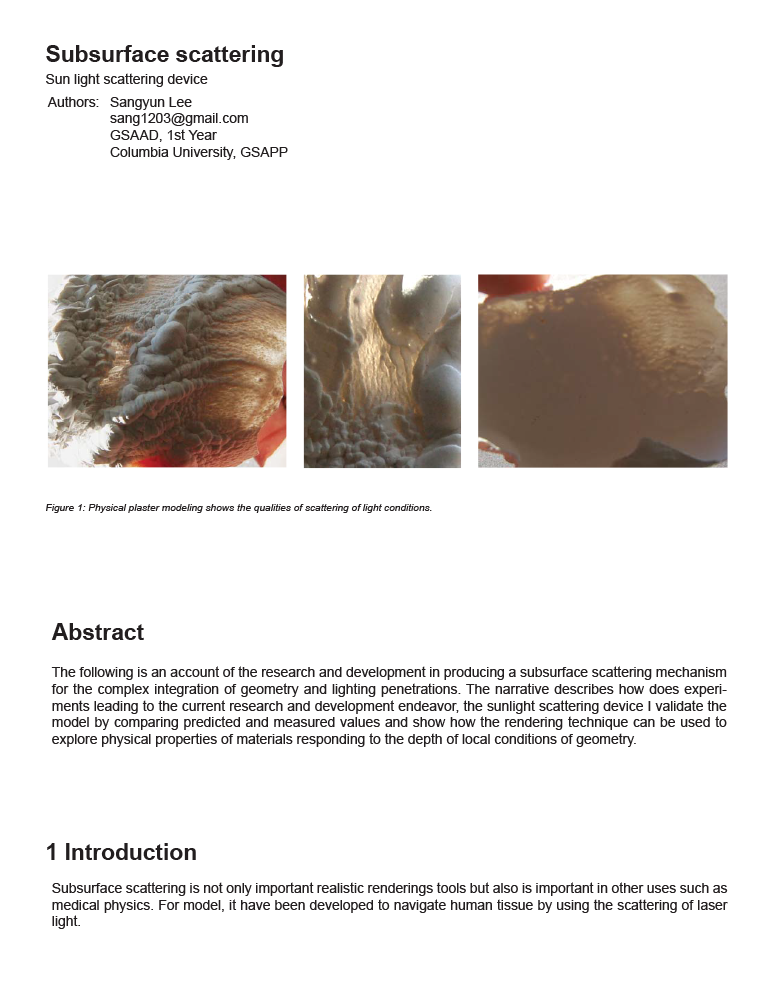 Subsurface scattering
Sun light scattering device
Authors: Sangyun Lee
sang1203@gmail.com
GSAAD, 1st Year
Columbia University, GSAPP
Figure 1: Physical plaster modeling shows the qualities of scattering of light conditions.
Abstract
The following is an account of the research and development in producing a subsurface scattering mechanism
for the complex integration of geometry and lighting penetrations. The narrative describes how does experi-
ments leading to the current research and development endeavor, the sunlight scattering device I validate the
model by comparing predicted and measured values and show how the rendering technique can be used to
explore physical properties of materials responding to the depth of local conditions of geometry.
1 Introduction
Subsurface scattering is not only important realistic renderings tools but also is important in other uses such as
medical physics. For model, it have been developed to navigate human tissue by using the scattering of laser
light.